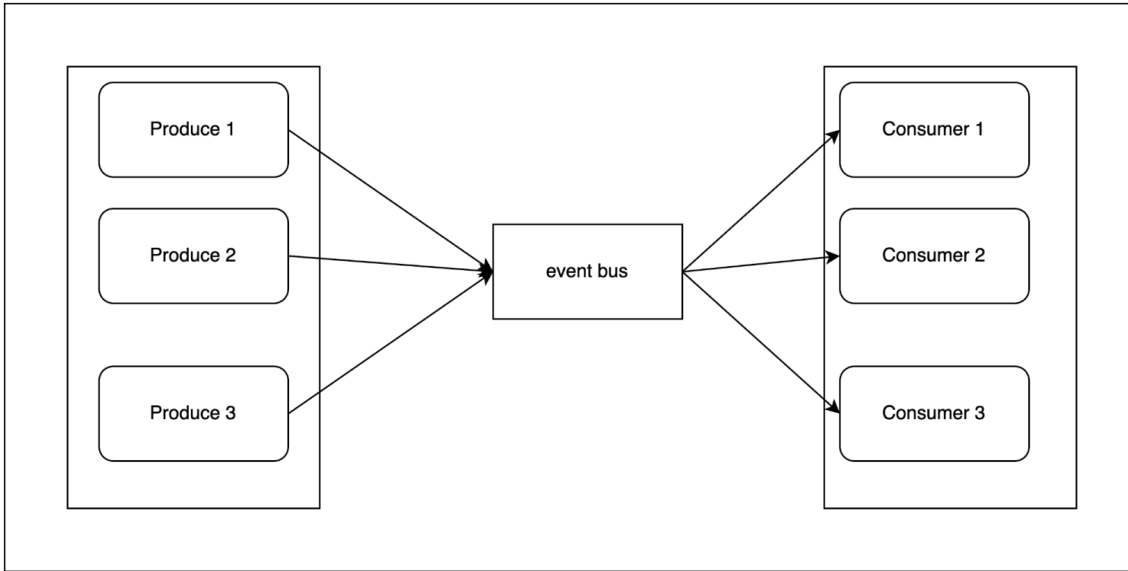 Produce 1
Produce 2
Produce 3
event bus
Consumer 1
Consumer 2
Consumer 3